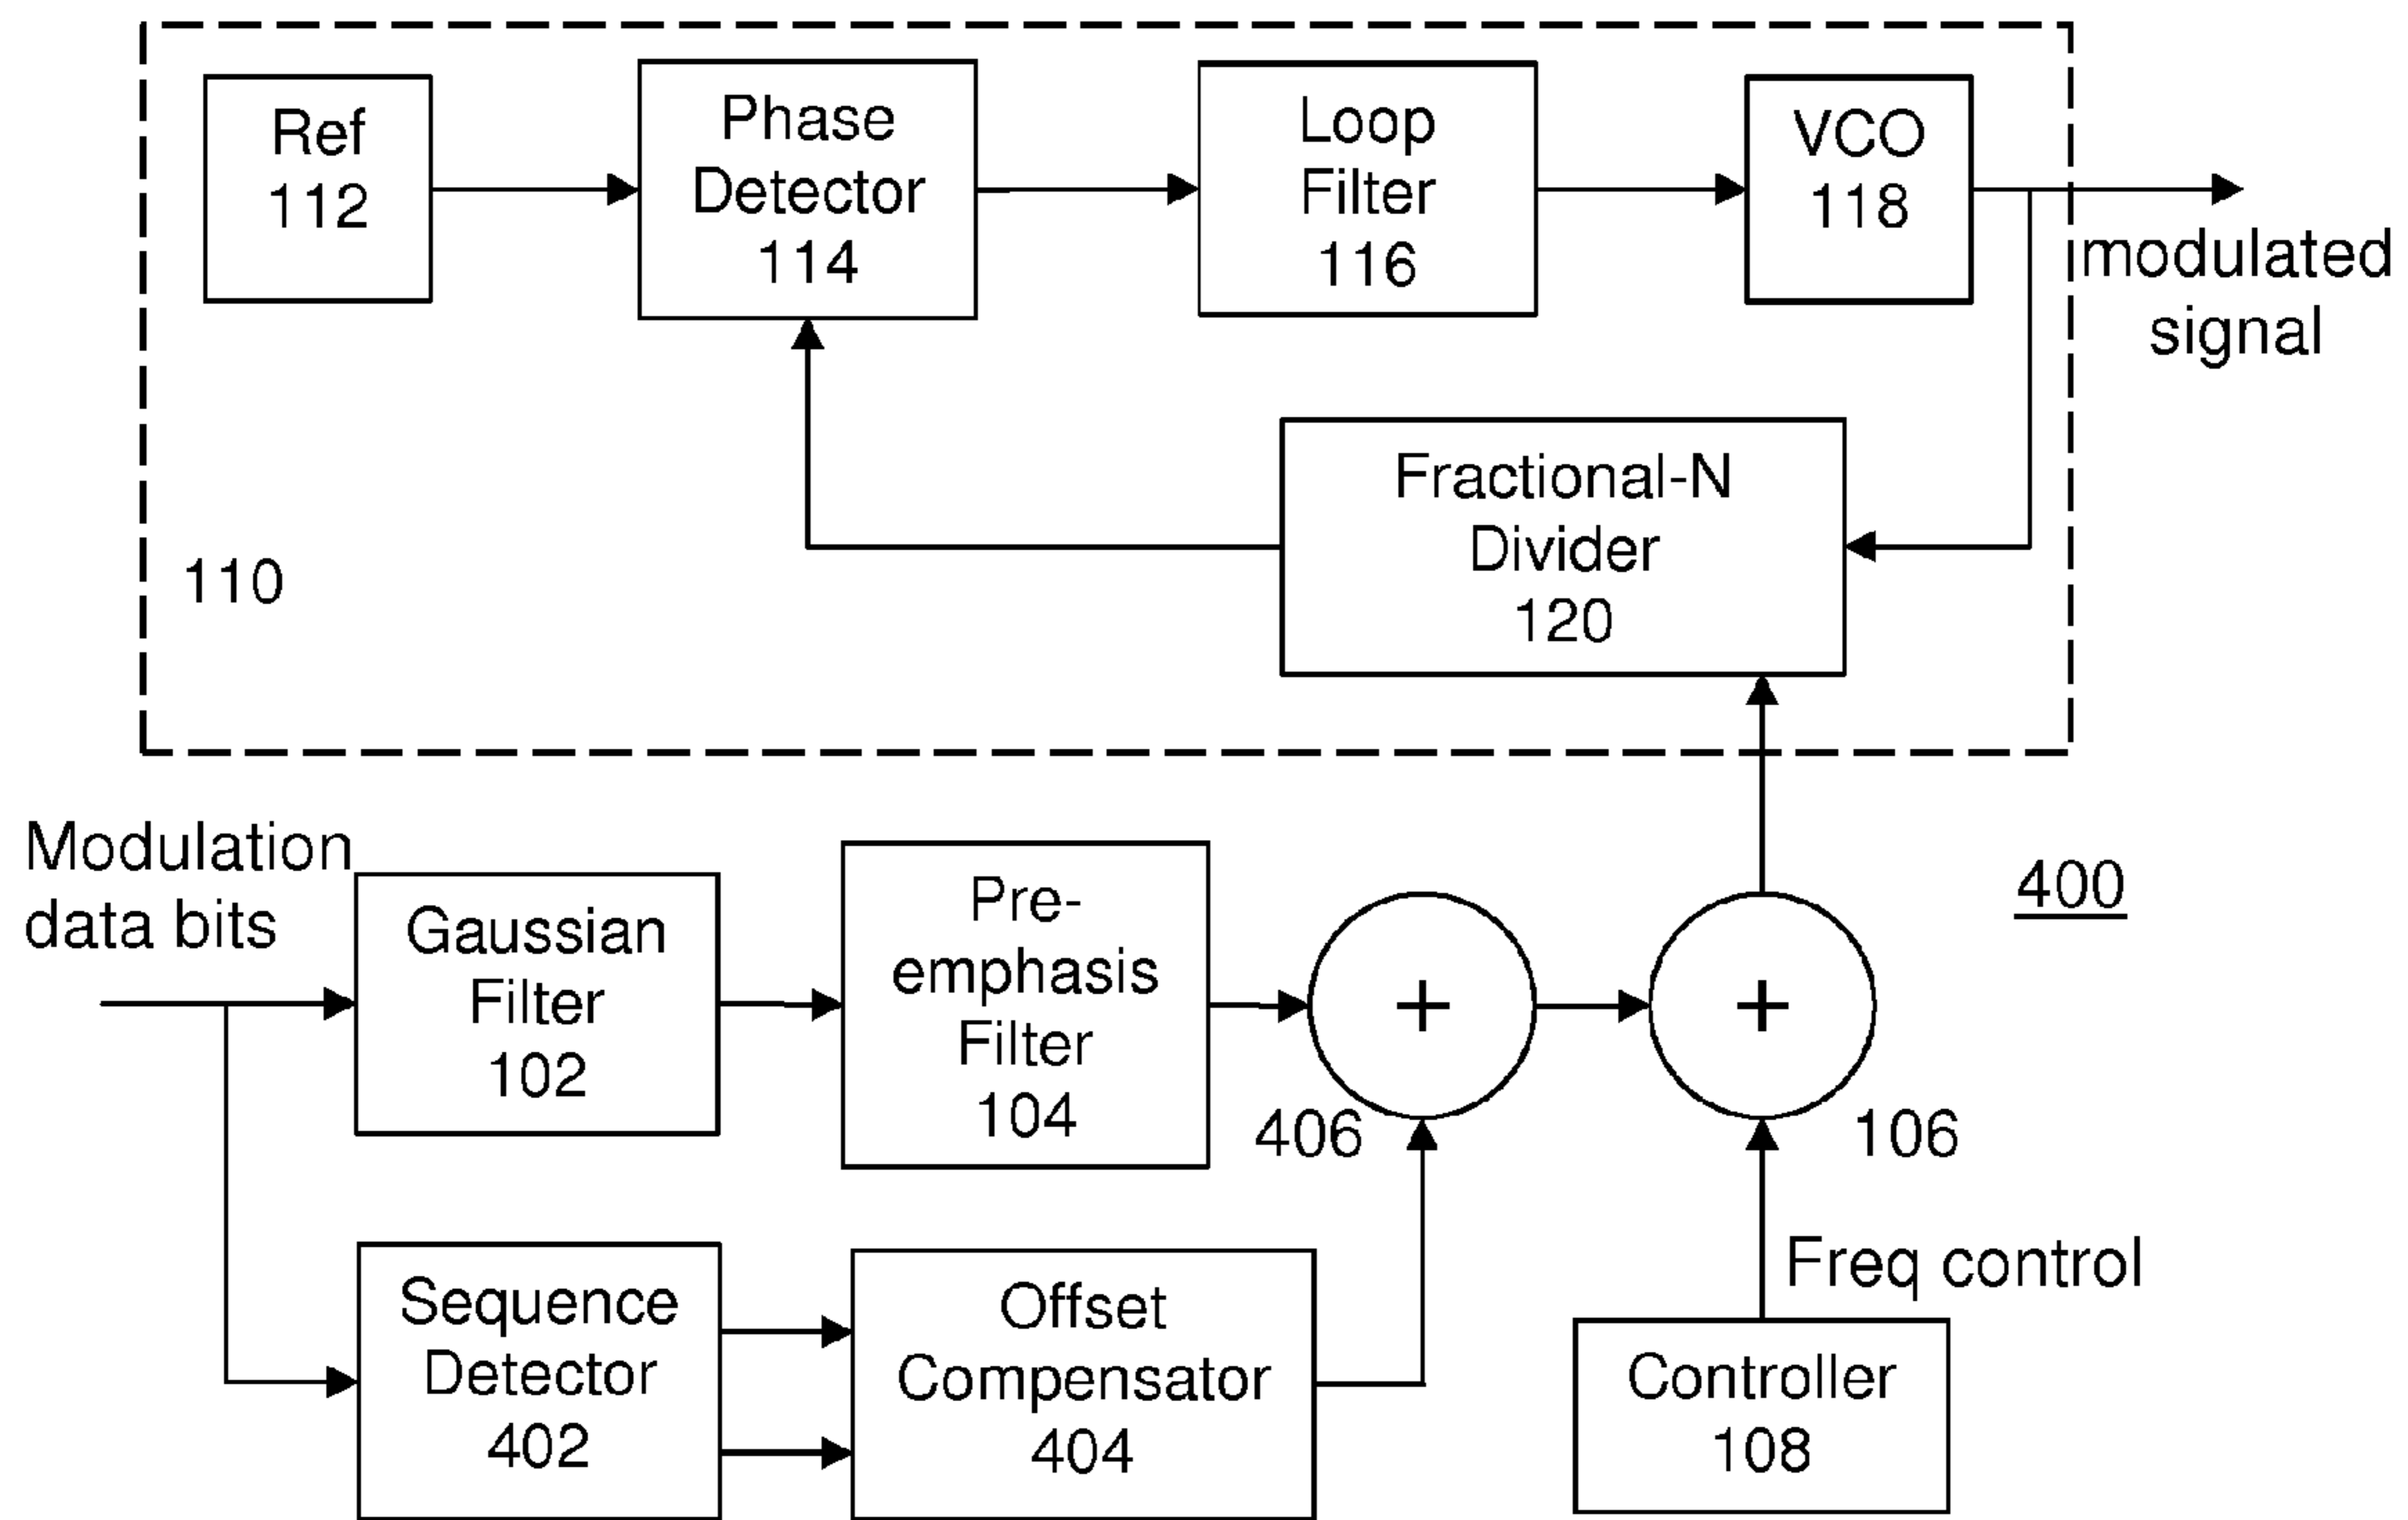 Ref
112
Phase
Detector
114
Loop
Filter
116
VCO
118
modulated
signal
Fractional-N
Divider
120
110
Modulation
data bits
Gaussian
Filter
102
Pre-
emphasis
Filter
104
+
406
+
106
400
Sequence
Detector
402
Offset
Compensator
404
Freq control
Controller
108